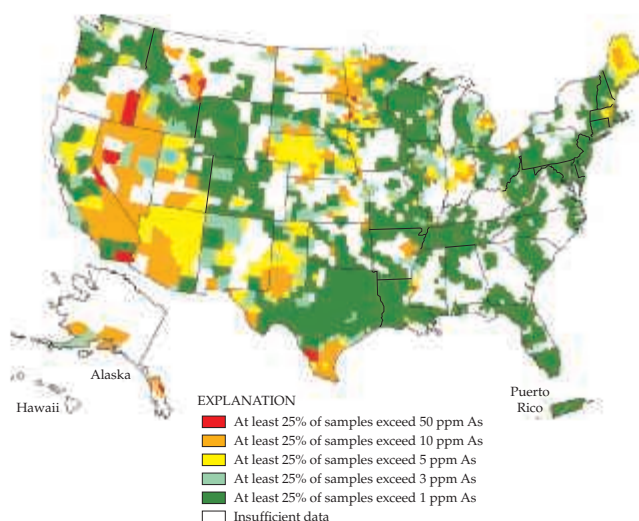 Alaska
Hawaii
Puerto
Rico
EXPLANATION
At least 25% of samples exceed 50 ppm As
At least 25% of samples exceed 10 ppm As
At least 25% of samples exceed 5 ppm As
At least 25% of samples exceed 3 ppm As
At least 25% of samples exceed 1 ppm As
Insufficient data